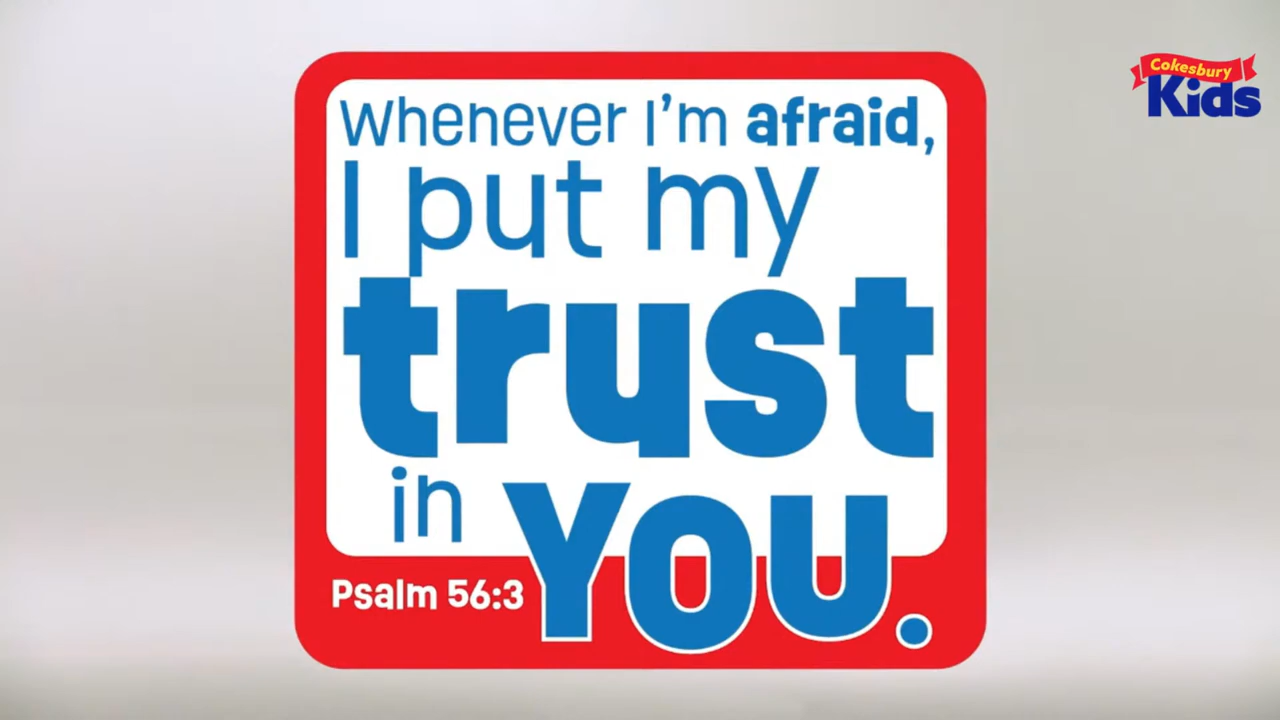 Cokesbury
Kids
Whenever I'm afraid,
I put my
trust
in YOU.
Psalm 56:3